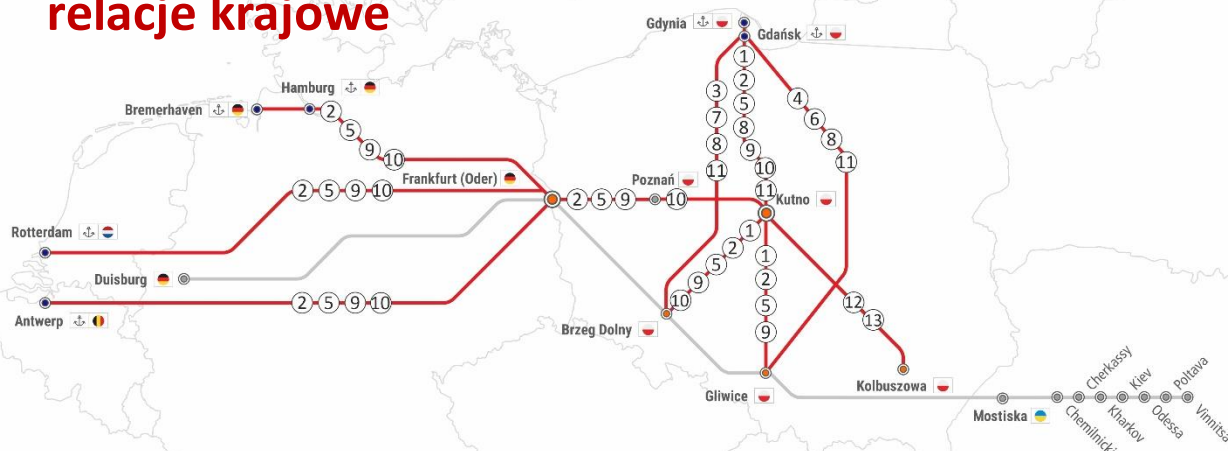 relacje krajowe
Gdynia
Gdańsk
1
2
5
8
9
10
11
3
7
8
11
4
6
8
11
Hamburg
Bremerhaven
2
5
9
10
Frankfurt (Oder)
2 5 9 10
2 5 9 10
Poznań
Kutno
Rotterdam
Duisburg
2 5 9 10
Antwerp
1
2
5
9
10
1
2
5
9
12
13
Brzeg Dolny
Gliwice
Kolbuszowa
Mostiska
Chemilnicki
Cherkassy
Kharkov
Kiev
Odessa
Poltava
Vinnitsa